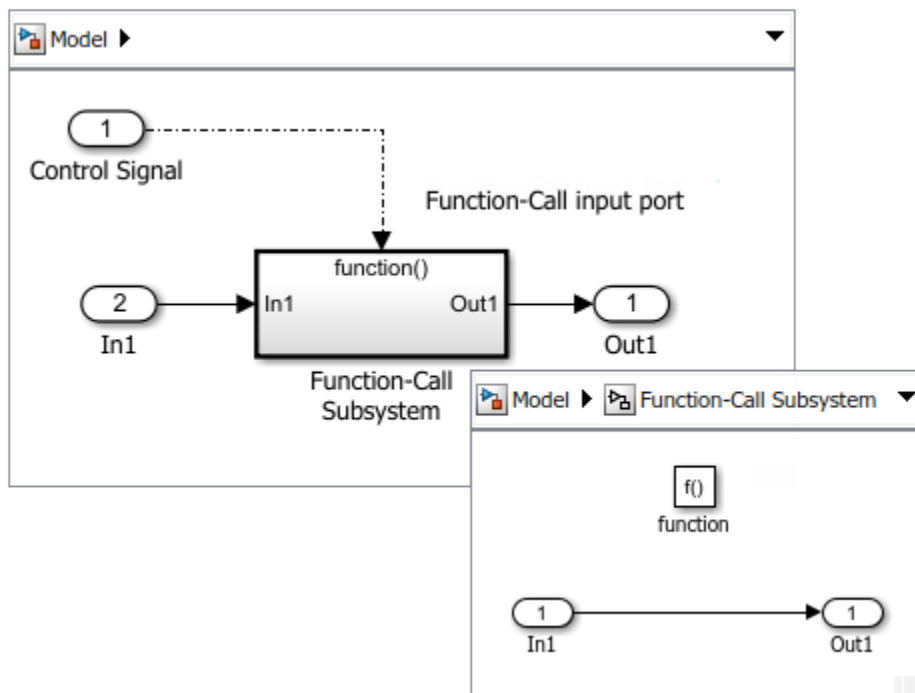 Model
1
Control Signal
Function-Call input port
function()
2
In1
Out1
1
In1
Out1
Function-Call
Subsystem
Model Function-Call Subsystem
f()
function
1
1
In1
Out1